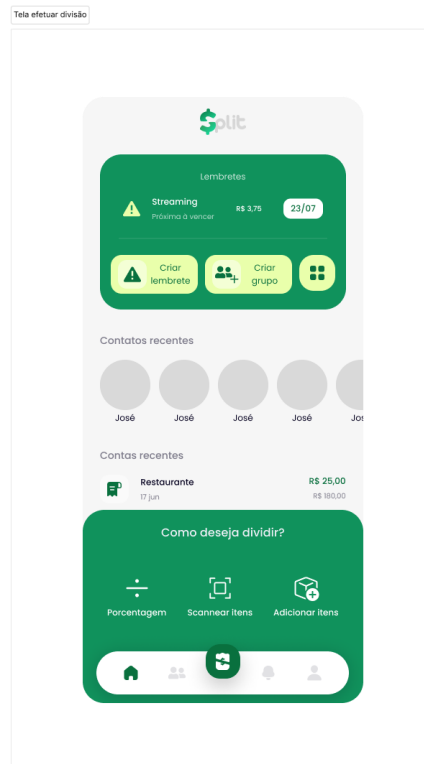 Tela efetuar divisão
Split
Lembretes
Streaming
Próxima à vencer
R$ 3,75
23/07
Criar
lembrete
Criar
grupo
Contatos recentes
José
José
José
José
Jos
Contas recentes
Restaurante
R$ 25,00
17 jun
R$ 180,00
Como deseja dividir?
Porcentagem
Scannear itens
Adicionar itens